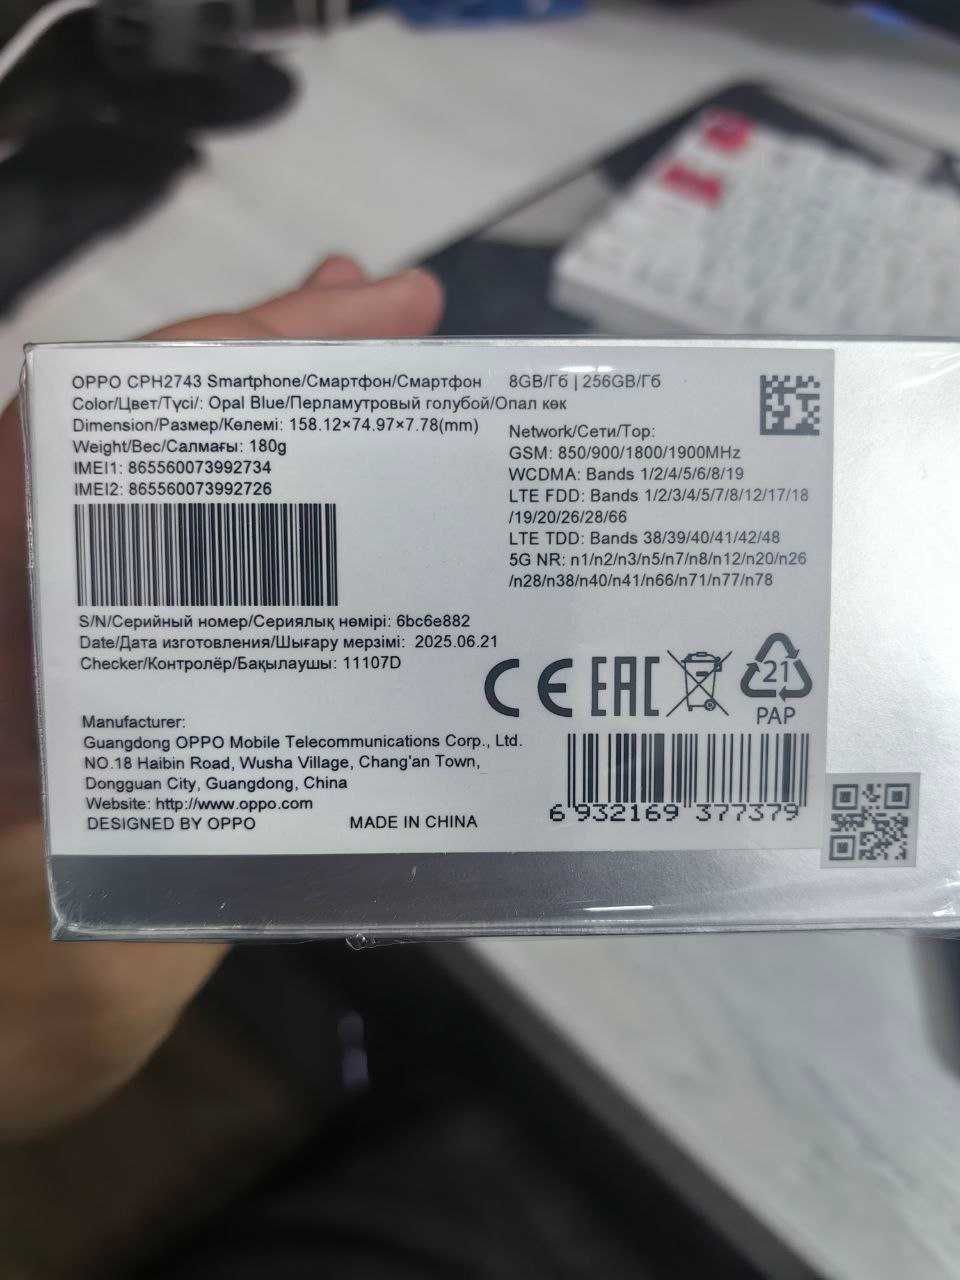 OPPO CPH2743 Smartphone/Смартфон/Смартфон
8GB/Гб | 256GB/Гб
Color/Цвет/Түсі/: Opal Blue/Перламутровый голубой/Опал көк
Dimension/Размер/Көлемі: 158.12×74.97×7.78(mm)
Weight/Вес/Салмағы: 180g
IMEI1: 865560073992734
IMEI2: 865560073992726
Network/Сети/Тор:
GSM: 850/900/1800/1900MHz
WCDMA: Bands 1/2/4/5/6/8/19
LTE FDD: Bands 1/2/3/4/5/7/8/12/17/18
/19/20/26/28/66
LTE TDD: Bands 38/39/40/41/42/48
5G NR: n1/n2/n3/n5/n7/n8/n12/n20/n26
/n28/n38/n40/n41/n66/n71/n77/n78
S/N/Серийный номер/Сериялық нөмірі: 6bc6e882
Date/Дата изготовления/Шығару мерзімі: 2025.06.21
Checker/Контролёр/Бақылаушы: 11107D
CE EAC
21
PAP
Manufacturer:
Guangdong OPPO Mobile Telecommunications Corp., Ltd.
NO.18 Haibin Road, Wusha Village, Chang'an Town,
Dongguan City, Guangdong, China
Website: http://www.oppo.com
DESIGNED BY OPPO
MADE IN CHINA
6 932169 377379